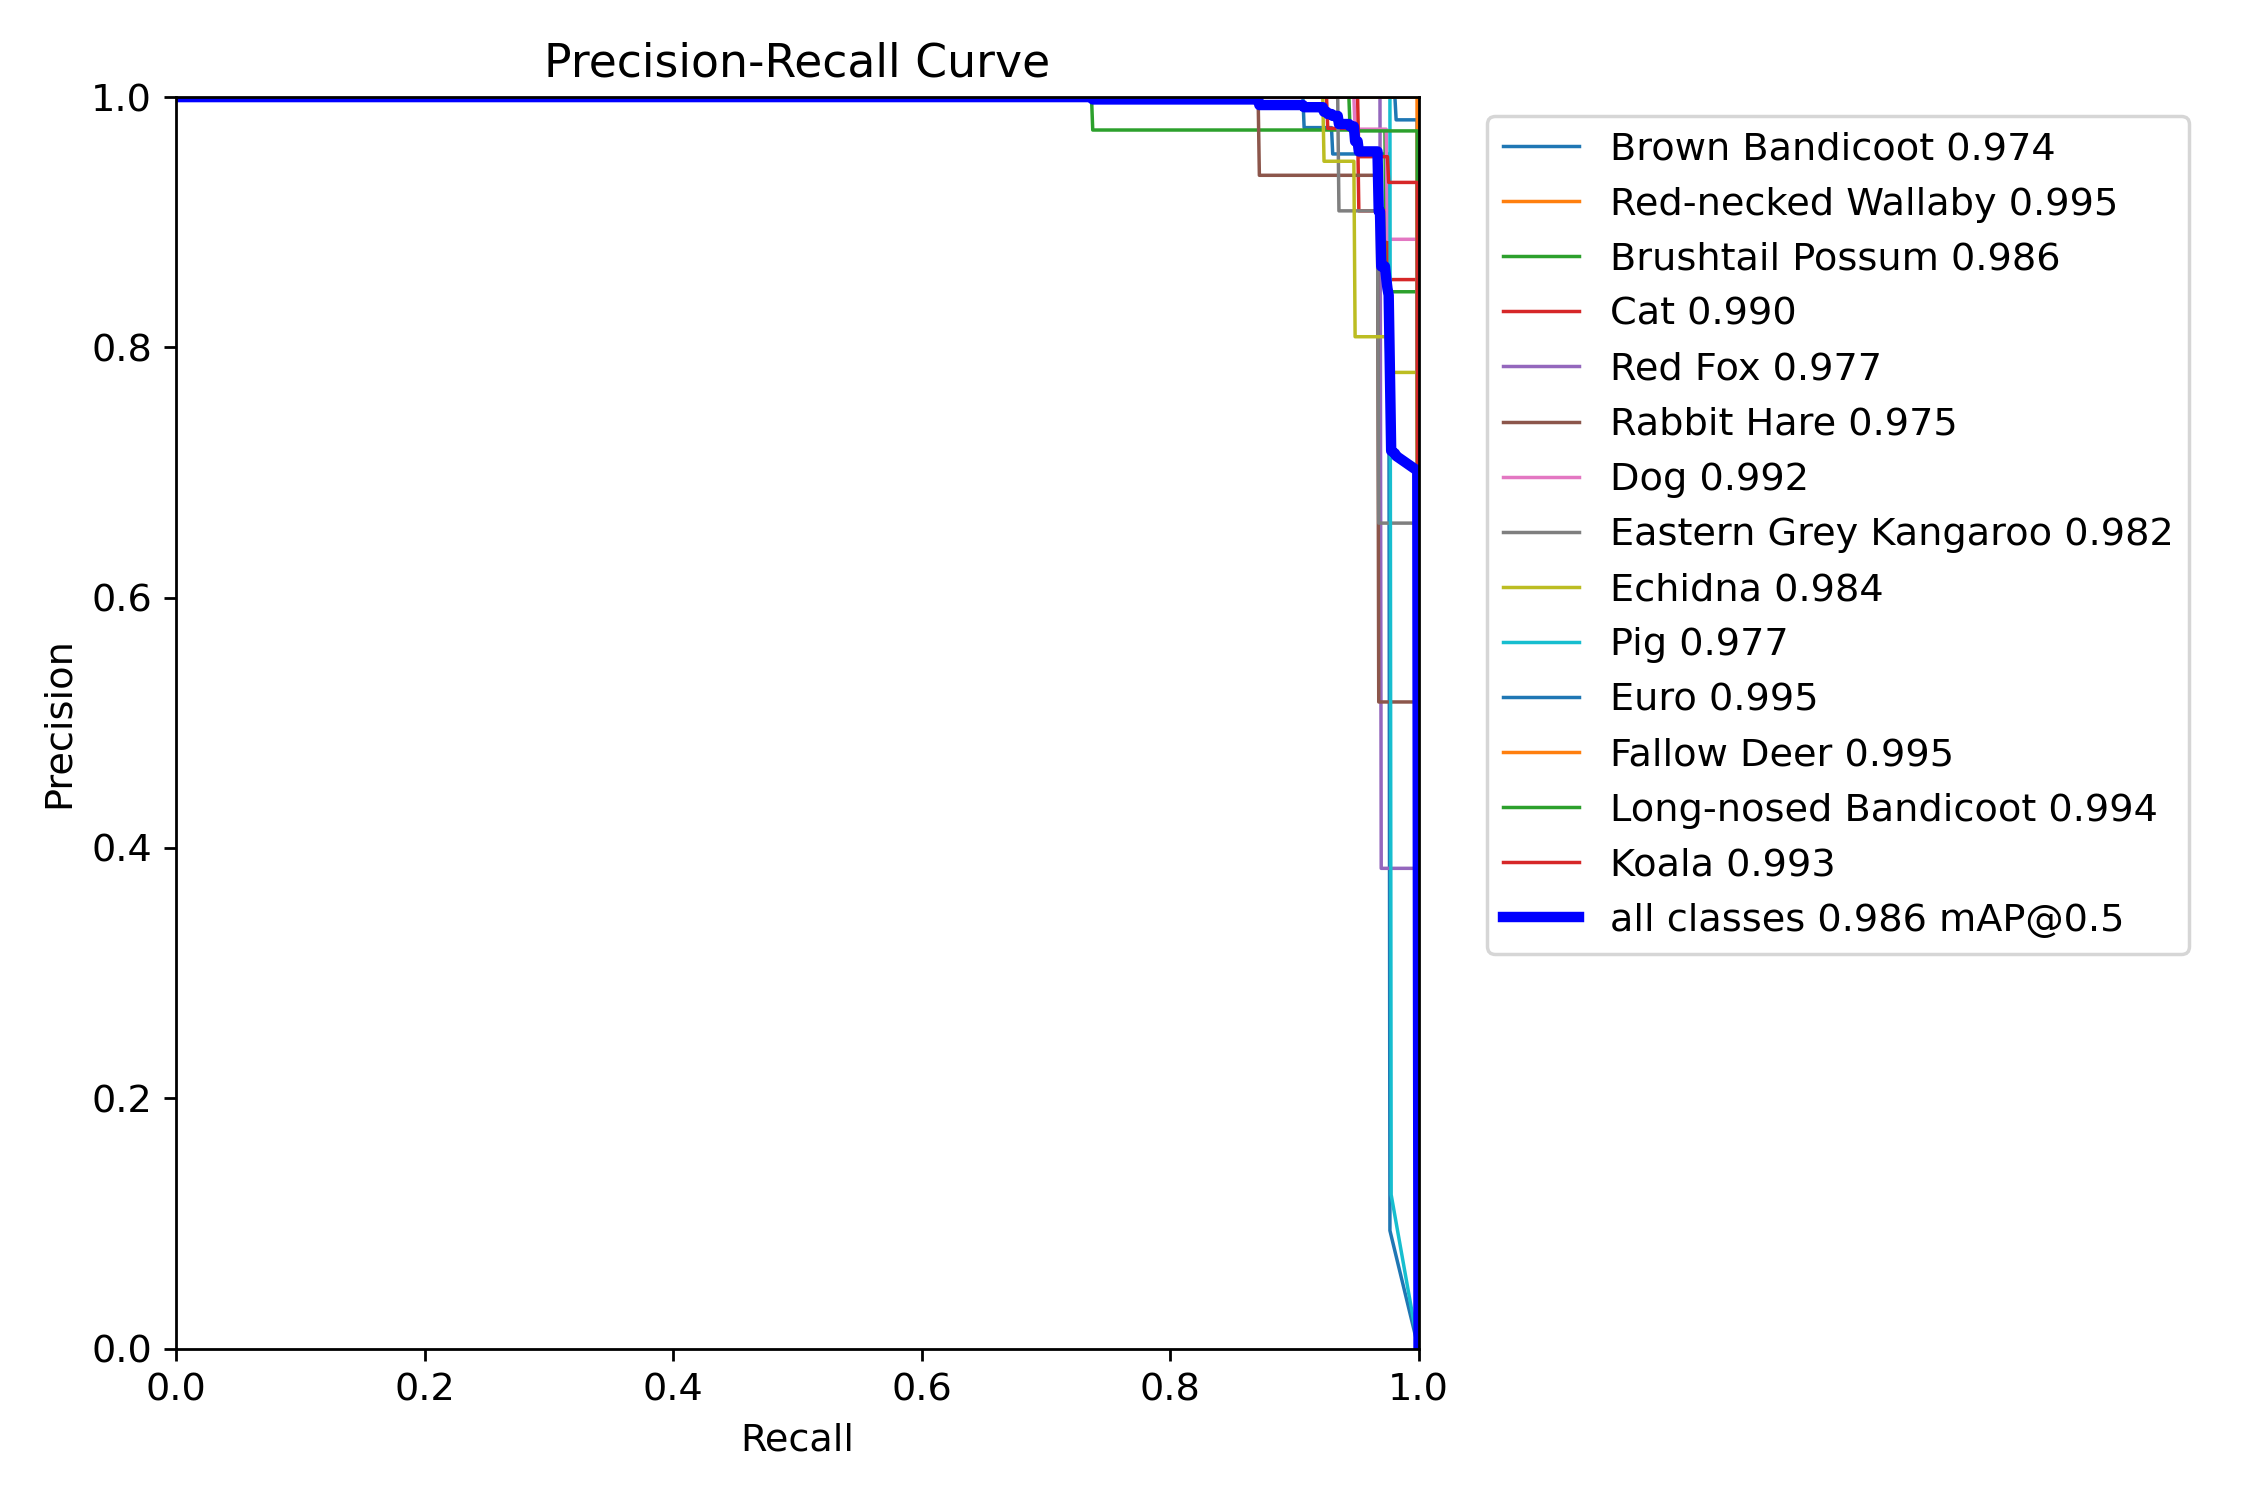 Precision-Recall Curve
1.0
0.8
0.6
0.4
0.2
0.0
Precision
0.0 0.2 0.4 0.6 0.8 1.0
Recall
Brown Bandicoot 0.974
Red-necked Wallaby 0.995
Brushtail Possum 0.986
Cat 0.990
Red Fox 0.977
Rabbit Hare 0.975
Dog 0.992
Eastern Grey Kangaroo 0.982
Echidna 0.984
Pig 0.977
Euro 0.995
Fallow Deer 0.995
Long-nosed Bandicoot 0.994
Koala 0.993
all classes 0.986 mAP@0.5